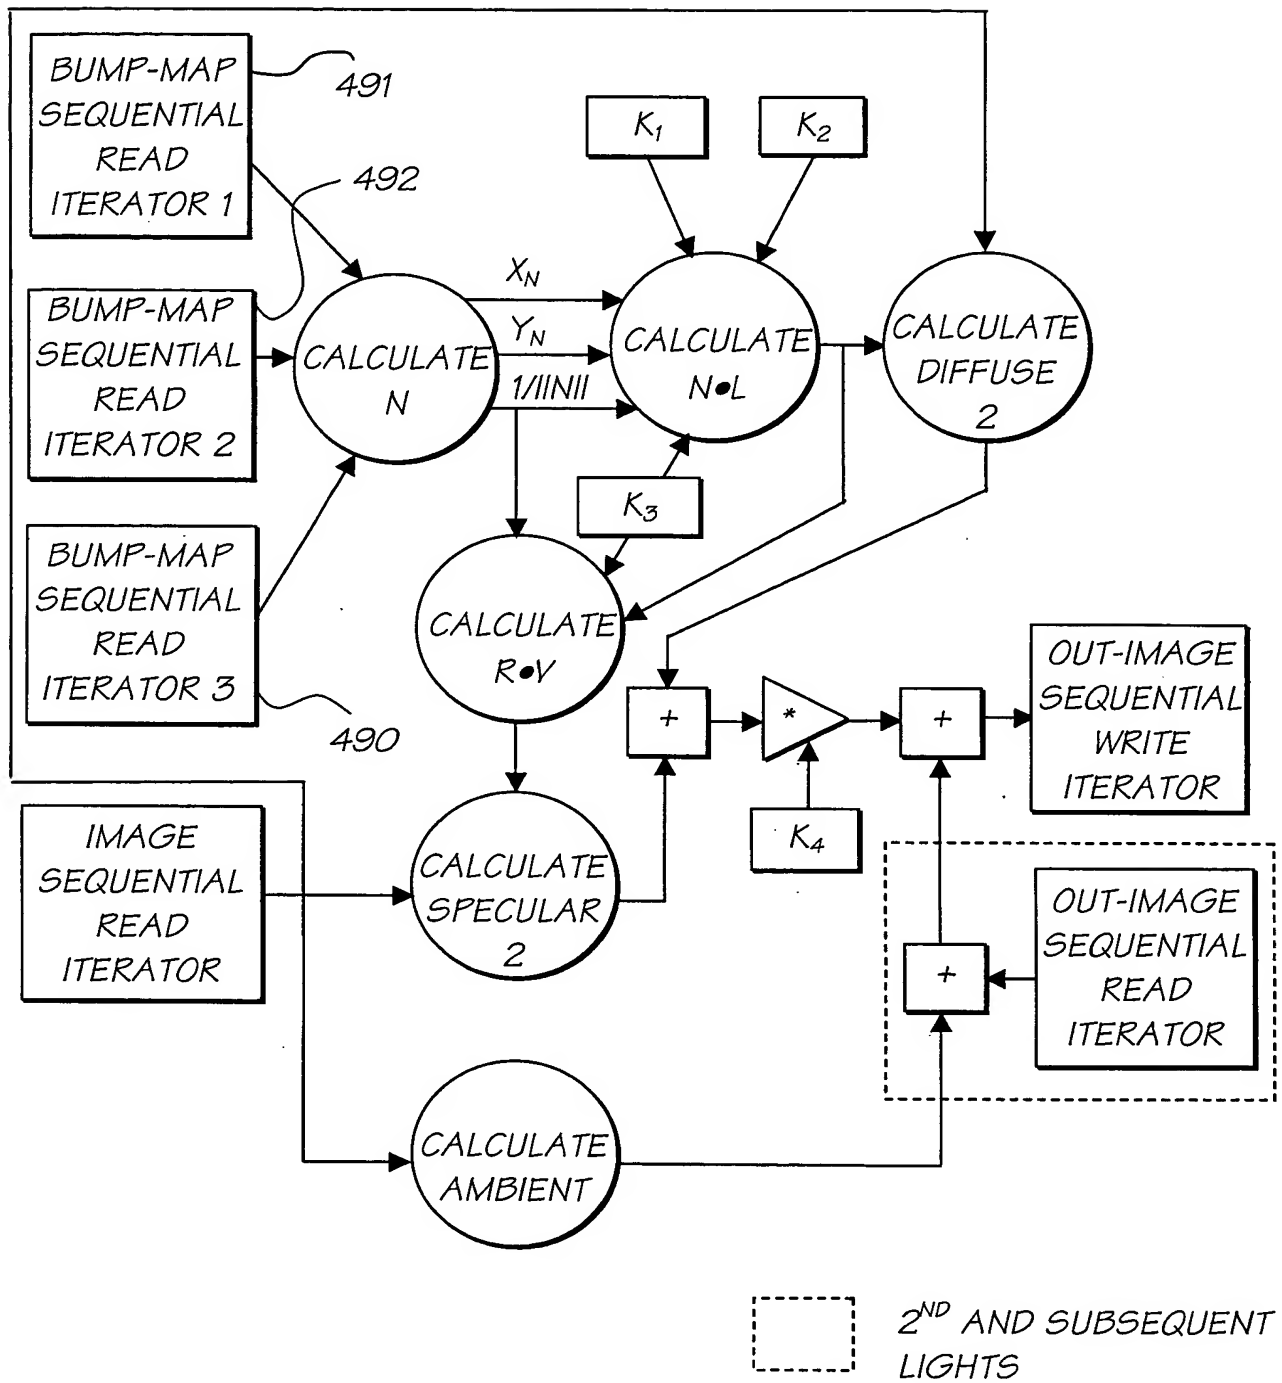 BUMP-MAP
SEQUENTIAL
READ
ITERATOR 1
491
492
BUMP-MAP
SEQUENTIAL
READ
ITERATOR 2
BUMP-MAP
SEQUENTIAL
READ
ITERATOR 3
490
K1
K2
CALCULATE
N
XN
YN
1/||N||
CALCULATE
N●L
CALCULATE
DIFFUSE
2
K3
CALCULATE
R●V
+
*
+
K4
OUT-IMAGE
SEQUENTIAL
WRITE
ITERATOR
IMAGE
SEQUENTIAL
READ
ITERATOR
CALCULATE
SPECULAR
2
+
OUT-IMAGE
SEQUENTIAL
READ
ITERATOR
CALCULATE
AMBIENT
2ND AND SUBSEQUENT
LIGHTS